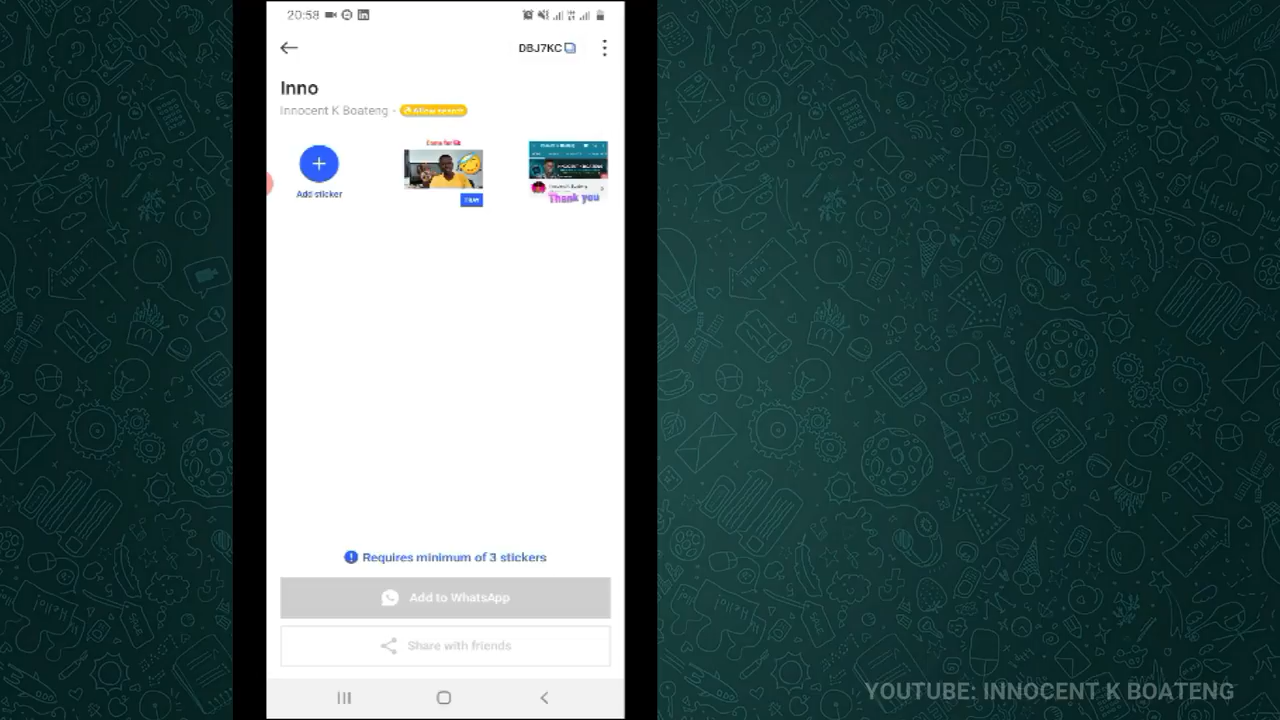 20:58
DBJ7KC
Inno
Innocent K Boateng -
Add sticker
Thank you
Requires minimum of 3 stickers
Add to WhatsApp
Share with friends
YOUTUBE: INNOCENT K BOATENG